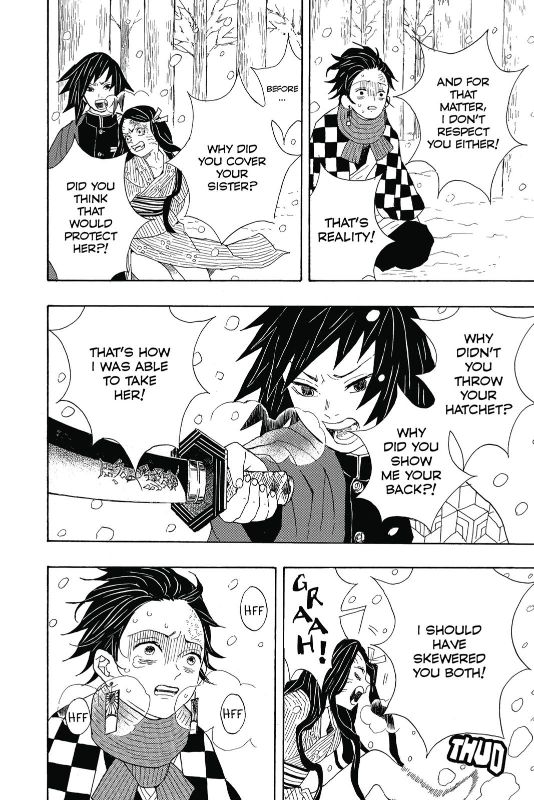 AND FOR
THAT
MATTER,
I DON'T
RESPECT
YOU EITHER!
THAT'S
REALITY!
BEFORE
...
WHY DID
YOU COVER
YOUR
SISTER?
DID YOU
THINK
THAT
WOULD
PROTECT
HER?!
WHY
DIDN'T
YOU
THROW
YOUR
HATCHET?
WHY
DID YOU
SHOW
ME YOUR
BACK?!
THAT'S HOW
I WAS ABLE
TO TAKE
HER!
I SHOULD
HAVE
SKEWERED
YOU BOTH!
GRAAH!
THUD
HFF
HFF
HFF